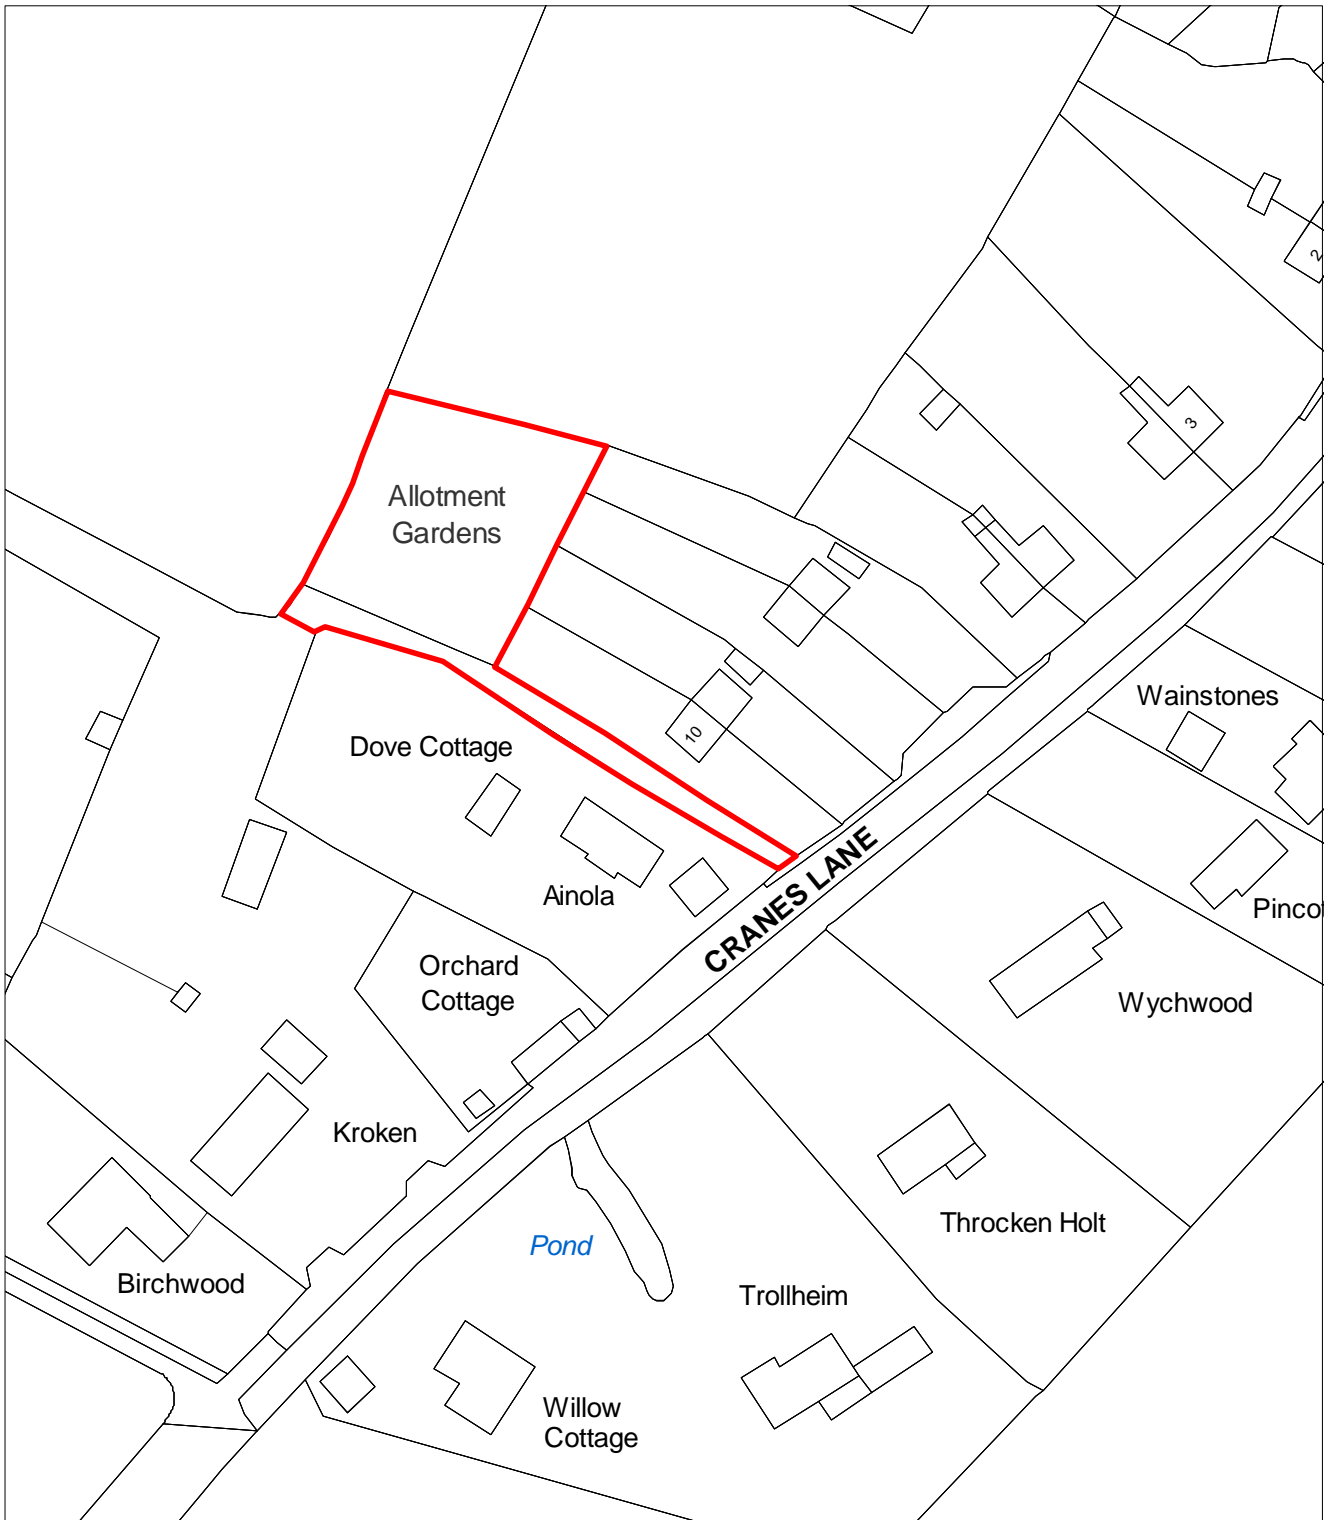 2
3
Allotment
Gardens
Wainstones
10
Dove Cottage
CRANES LANE
Ainola
Pincot
Orchard
Cottage
Wychwood
Kroken
Throcken Holt
Pond
Birchwood
Trollheim
Willow
Cottage